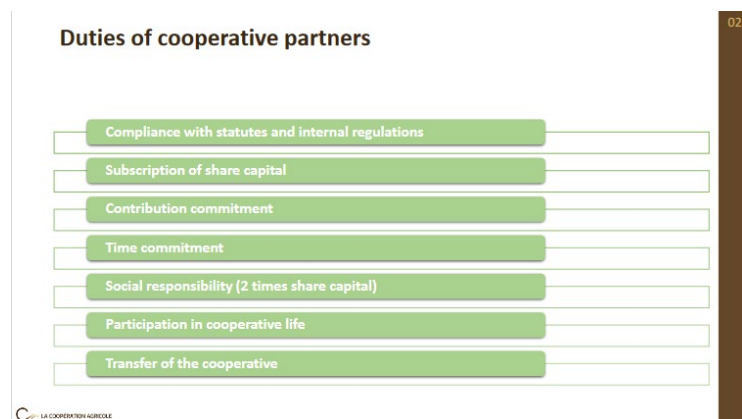 02
Duties of cooperative partners
Compliance with statutes and internal regulations
Subscription of share capital
Contribution commitment
Time commitment
Social responsibility (2 times share capital)
Participation in cooperative life
Transfer of the cooperative
LA COOPÉRATION AGRICOLE